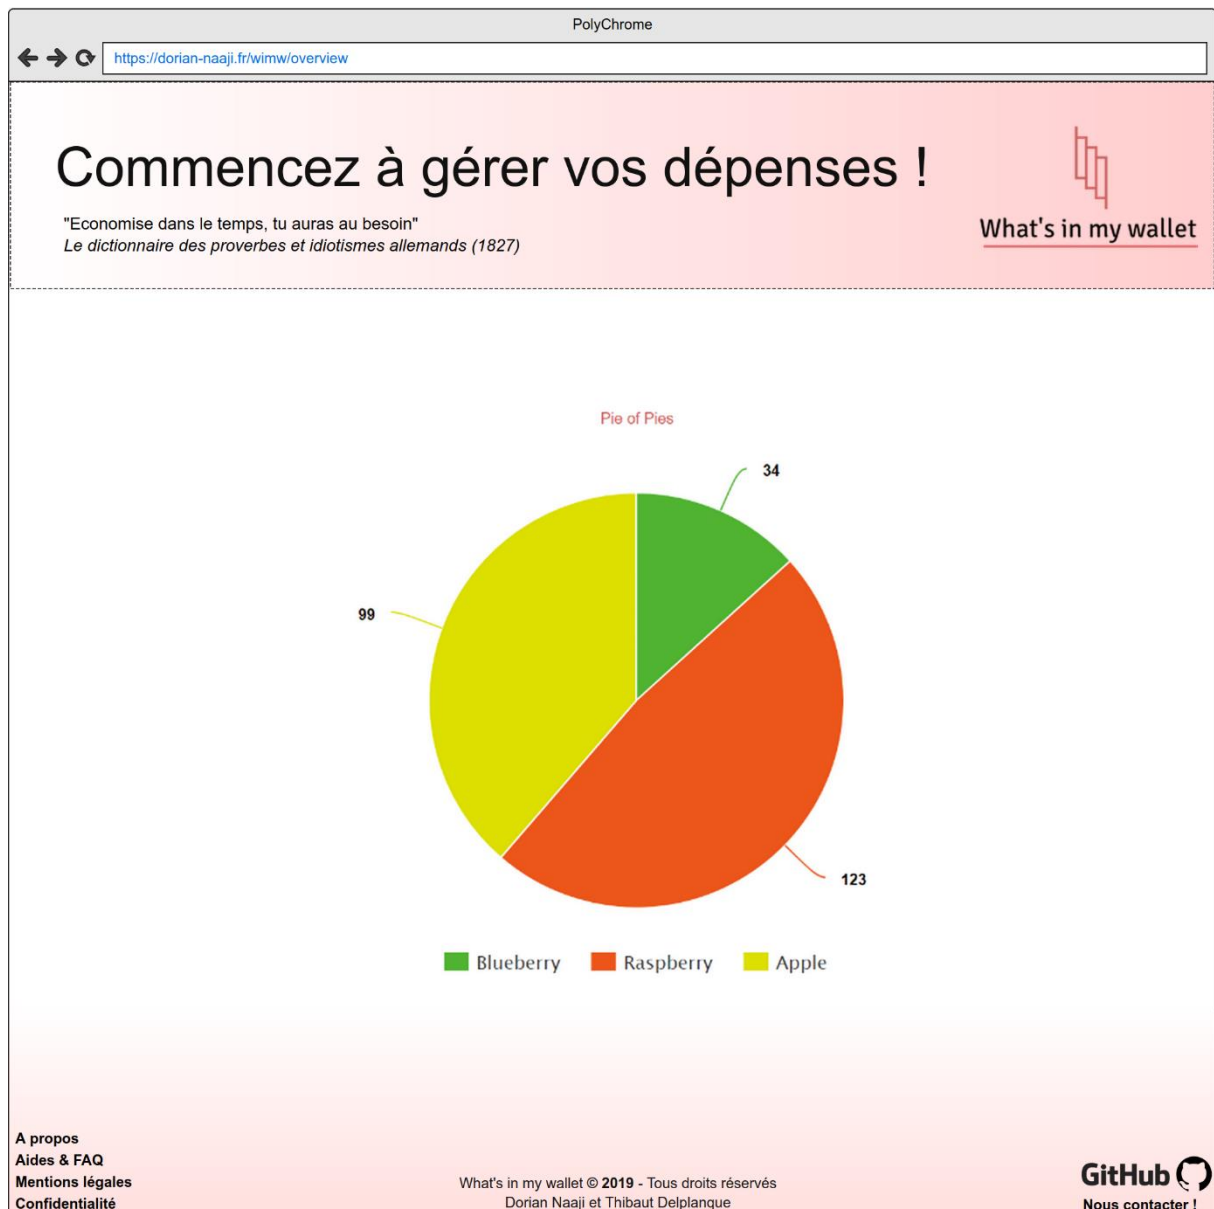 PolyChrome
https://dorian-naaji.fr/wimw/overview
Commencez à gérer vos dépenses !
"Economise dans le temps, tu auras au besoin"
Le dictionnaire des proverbes et idiotismes allemands (1827)
What's in my wallet
Pie of Pies
34
99
123
Blueberry Raspberry Apple
A propos
Aides & FAQ
Mentions légales
Confidentialité
What's in my wallet © 2019 - Tous droits réservés
Dorian Naaji et Thibaut Delplanque
GitHub
Nous contacter !